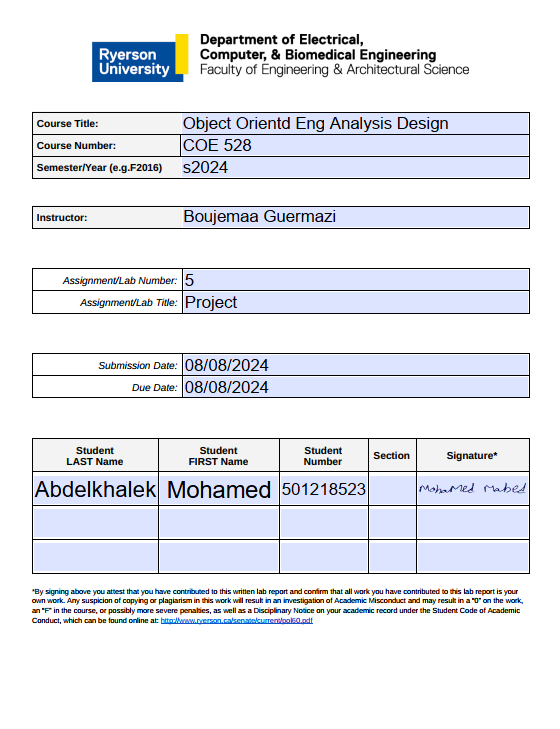 Ryerson
University
Department of Electrical,
Computer, & Biomedical Engineering
Faculty of Engineering & Architectural Science
Course Title: Object Orientd Eng Analysis Design
Course Number: COE 528
Semester/Year (e.g.F2016) s2024
Instructor: Boujemaa Guermazi
Assignment/Lab Number: 5
Assignment/Lab Title: Project
Submission Date: 08/08/2024
Due Date: 08/08/2024
Student LAST Name Student FIRST Name Student Number Section Signature*
Abdelkhalek Mohamed 501218523 Mohamed
*By signing above you attest that you have contributed to this written lab report and confirm that all work you have contributed to this lab report is your
own work. Any suspicion of copying or plagiarism in this work will result in an investigation of Academic Misconduct and may result in a "0" on the work,
an "F" in the course, or possibly more severe penalties, as well as a Disciplinary Notice on your academic record under the Student Code of Academic
Conduct, which can be found online at: http://www.ryerson.ca/senate/current/pol60.pdf